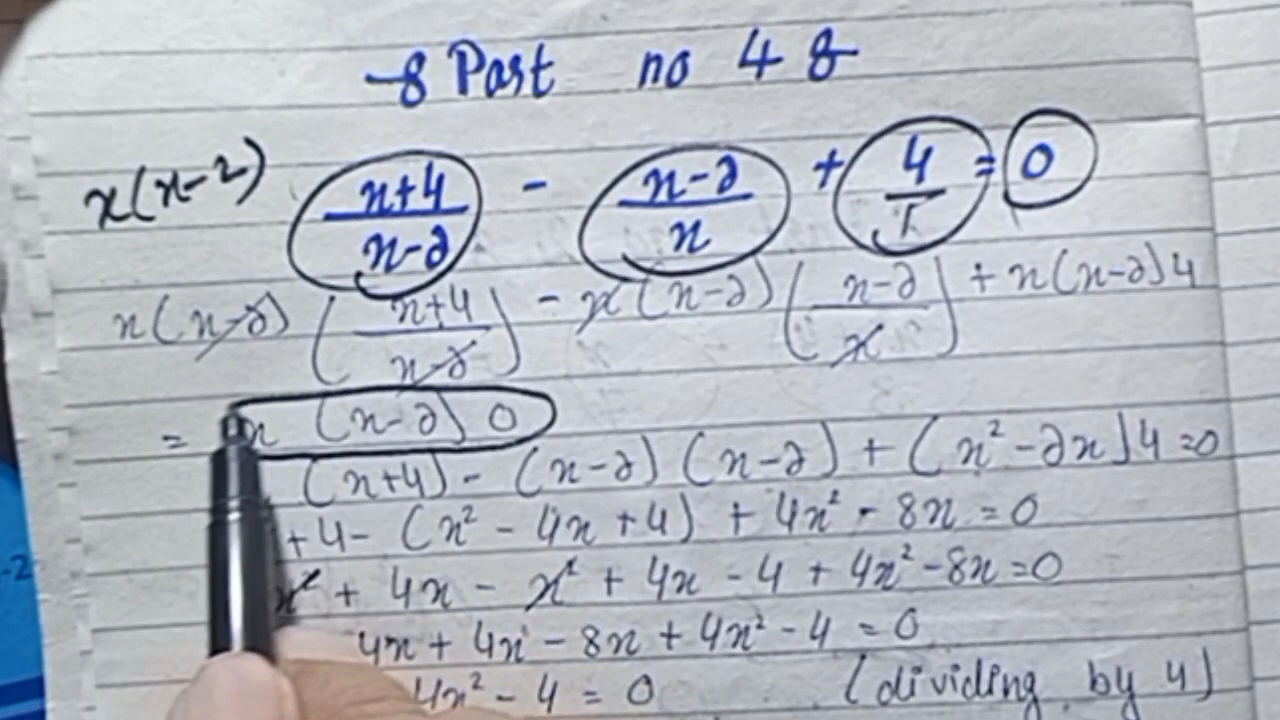 8 Part no 4 8
x(x-2) x+4/x-2 - x-2/x + 4/1 = 0
x(x-2) (x+4/x-2) - x(x-2) (x-2/x) + x(x-2)4
= x (x-2) 0
(x+4) - (x-2) (x-2) + (x² - 2x)4 = 0
+4 - (x² - 4x + 4) + 4x² - 8x = 0
x² + 4x - x² + 4x - 4 + 4x² - 8x = 0
4x + 4x - 8x + 4x² - 4 = 0
4x² - 4 = 0 (dividing by 4)
-2